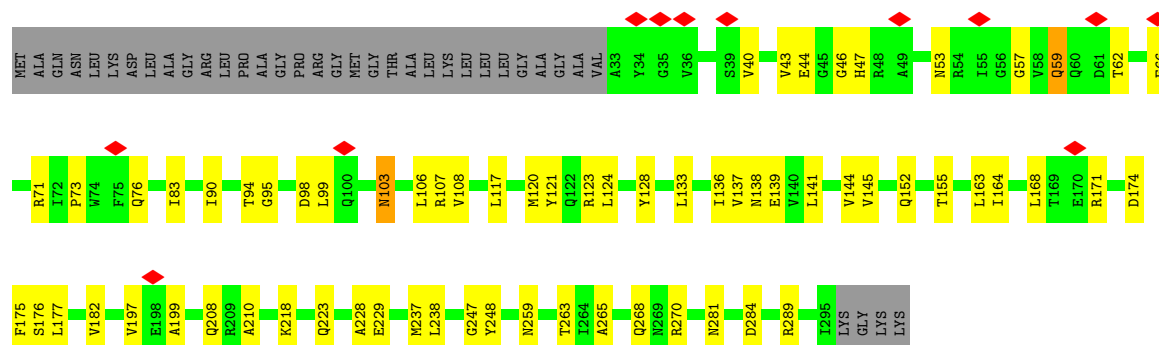 MET ALA GLN ASN LEU LYS ASP LEU ALA GLY ARG LEU PRO ALA GLY PRO ARG GLY MET GLY THR ALA LEU LYS LEU LEU LEU GLY ALA GLY ALA VAL A33 Y34 G35 V36 S39 V40 V43 E44 G45 G46 H47 R48 A49 N53 R54 I55 G56 G57 V58 Q59 Q60 D61 T62
R71 I72 P73 W74 F75 Q76 I83 I90 T94 G95 D98 L99 Q100 N103 L106 R107 V108 L117 M120 Y121 Q122 R123 L124 Y128 L133 I136 V137 N138 E139 V140 L141 V144 V145 Q152 T155 L163 I164 L168 T169 E170 R171 D174
F175 S176 L177 V182 V197 E198 A199 Q208 R209 A210 K218 Q223 A228 E229 M237 L238 G247 Y248 N259 T263 I264 A265 Q268 N269 R270 N281 D284 R289 I295 LYS GLY LYS LYS